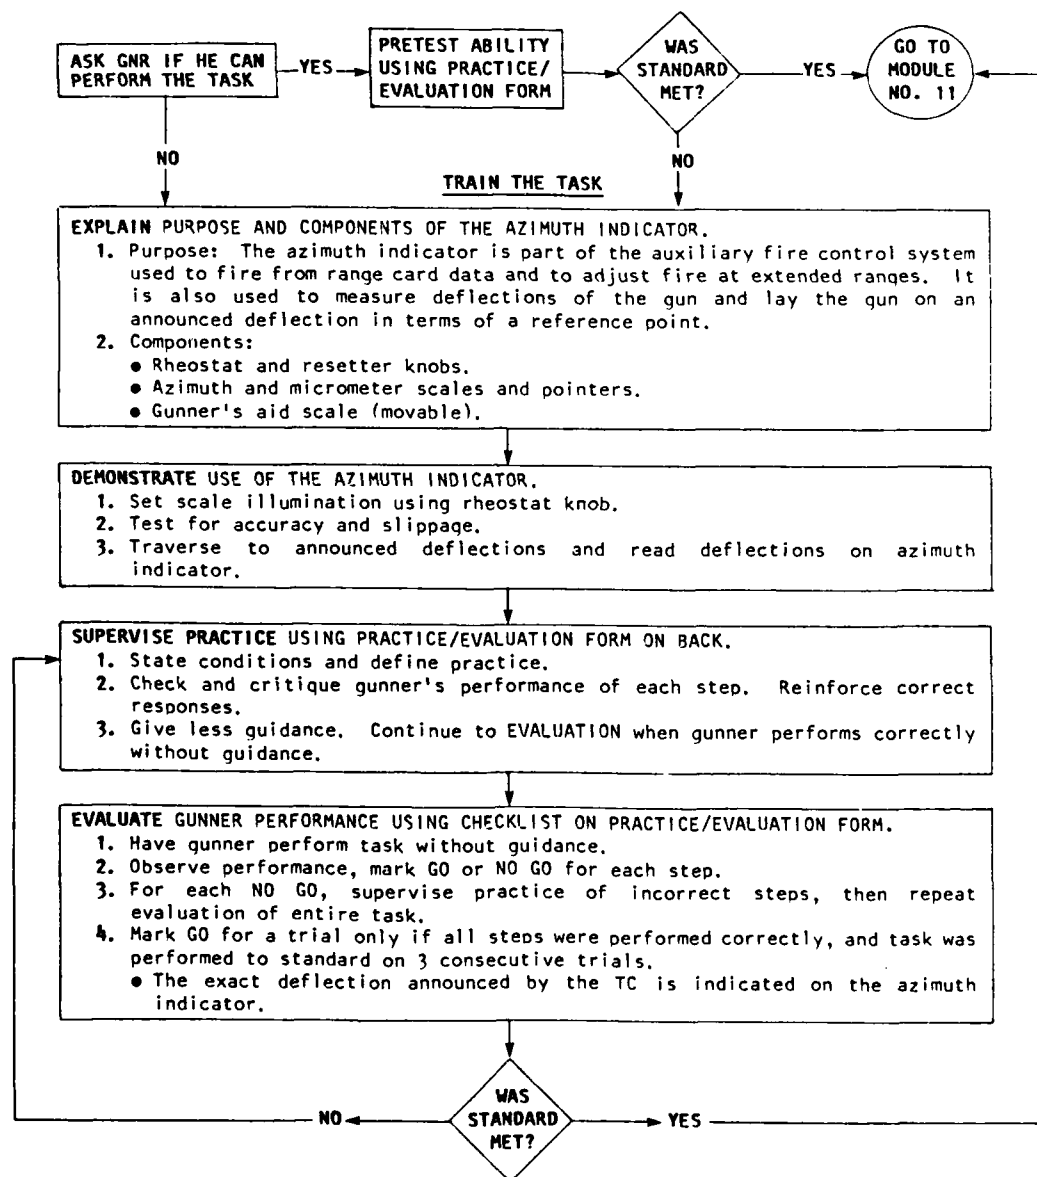 ASK GNR IF HE CAN
PERFORM THE TASK
YES
PRETEST ABILITY
USING PRACTICE/
EVALUATION FORM
WAS
STANDARD
MET?
YES
GO TO
MODULE
NO. 11
NO
NO
TRAIN THE TASK
EXPLAIN PURPOSE AND COMPONENTS OF THE AZIMUTH INDICATOR.
1. Purpose: The azimuth indicator is part of the auxiliary fire control system
used to fire from range card data and to adjust fire at extended ranges. It
is also used to measure deflections of the gun and lay the gun on an
announced deflection in terms of a reference point.
2. Components:
● Rheostat and resetter knobs.
● Azimuth and micrometer scales and pointers.
● Gunner's aid scale (movable).
DEMONSTRATE USE OF THE AZIMUTH INDICATOR.
1. Set scale illumination using rheostat knob.
2. Test for accuracy and slippage.
3. Traverse to announced deflections and read deflections on azimuth
indicator.
SUPERVISE PRACTICE USING PRACTICE/EVALUATION FORM ON BACK.
1. State conditions and define practice.
2. Check and critique gunner's performance of each step. Reinforce correct
responses.
3. Give less guidance. Continue to EVALUATION when gunner performs correctly
without guidance.
EVALUATE GUNNER PERFORMANCE USING CHECKLIST ON PRACTICE/EVALUATION FORM.
1. Have gunner perform task without guidance.
2. Observe performance, mark GO or NO GO for each step.
3. For each NO GO, supervise practice of incorrect steps, then repeat
evaluation of entire task.
4. Mark GO for a trial only if all steps were performed correctly, and task was
performed to standard on 3 consecutive trials.
● The exact deflection announced by the TC is indicated on the azimuth
indicator.
NO
WAS
STANDARD
MET?
YES